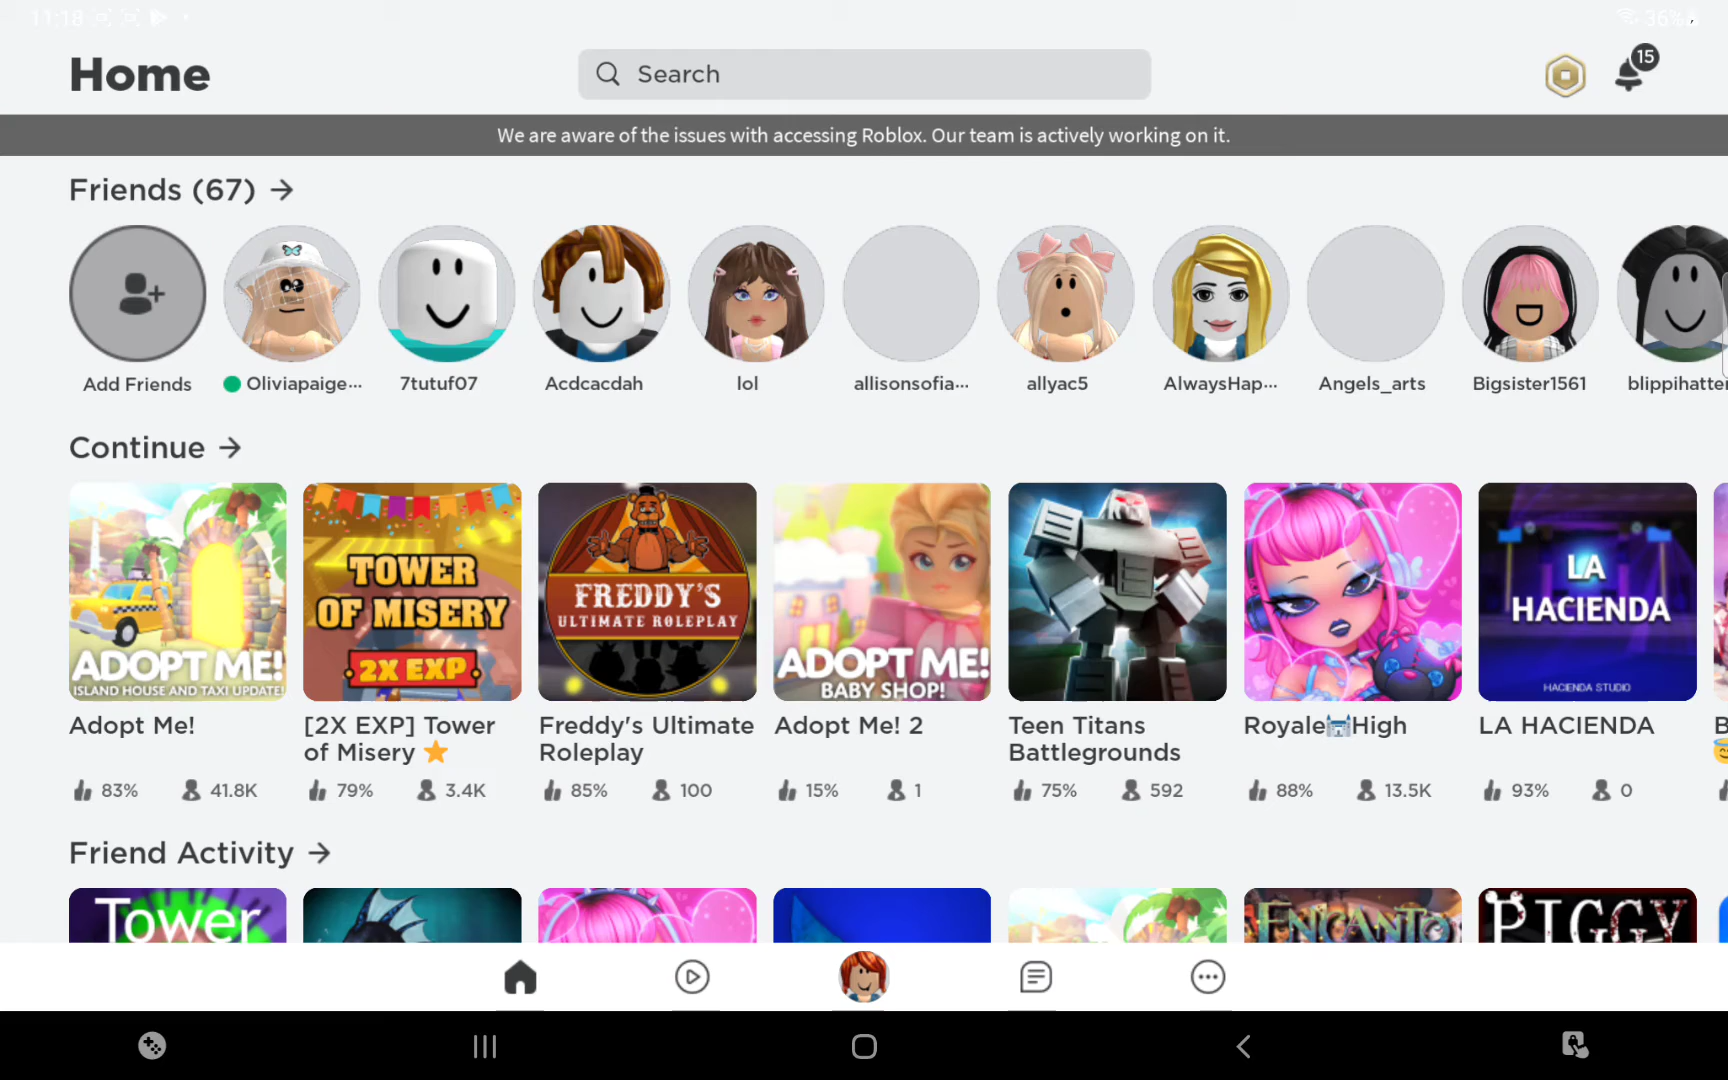 11:18
36%
Home
Search
15
We are aware of the issues with accessing Roblox. Our team is actively working on it.
Friends (67) →
Add Friends
Oliviapaige...
7tutuf07
Acdcacdah
lol
allisonsofia...
allyac5
AlwaysHap...
Angels_arts
Bigsister1561
blippihatter
Continue →
ADOPT ME!
ISLAND HOUSE AND TAXI UPDATE!
TOWER
OF MISERY
2X EXP
FREDDY'S
ULTIMATE ROLEPLAY
ADOPT ME!
BABY SHOP!
LA
HACIENDA
HACIENDA STUDIO
Adopt Me!
[2X EXP] Tower
of Misery ⭐
Freddy's Ultimate
Roleplay
Adopt Me! 2
Teen Titans
Battlegrounds
Royale🏰High
LA HACIENDA
83% 41.8K
79% 3.4K
85% 100
15% 1
75% 592
88% 13.5K
93% 0
Friend Activity →
Tower
ENCANTO
PIGGY